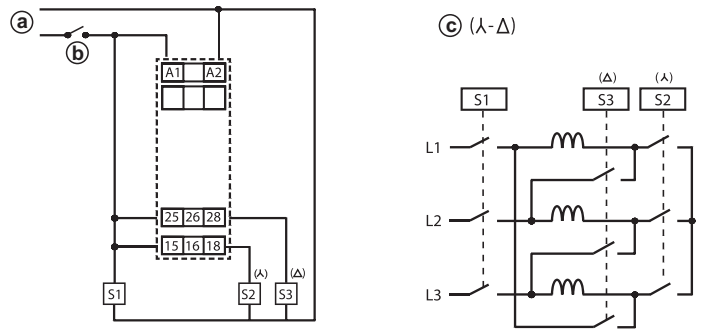 a
b
A1 A2
25 26 28
15 16 18
(⅄) (Δ)
S1 S2 S3
c (⅄-Δ)
(Δ) (⅄)
S1 S3 S2
L1
L2
L3